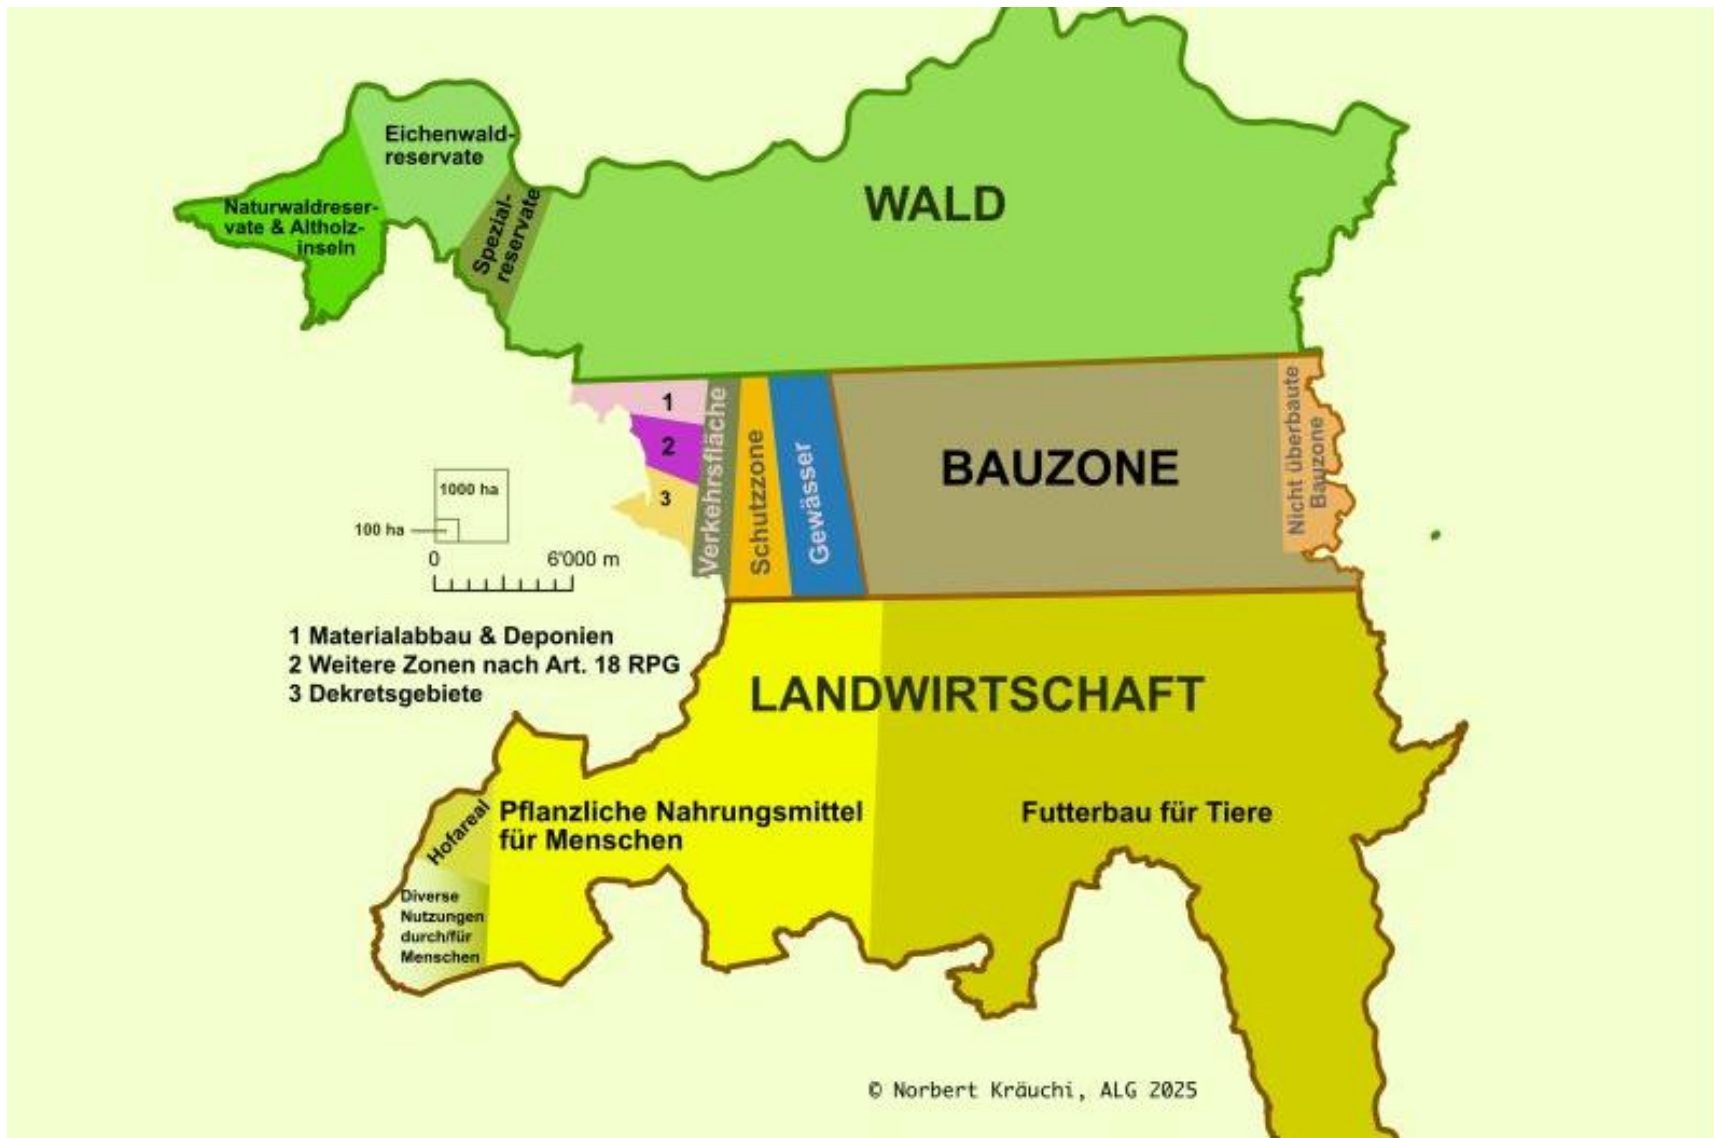 Eichenwald-
reservate
Naturwaldreser-
vate & Altholz-
inseln
Spezial-
reservate
WALD
1
2
3
Verkehrsfläche
Schutzzone
Gewässer
BAUZONE
Nicht überbaute
Bauzone
1000 ha
100 ha
0 6'000 m
1 Materialabbau & Deponien
2 Weitere Zonen nach Art. 18 RPG
3 Dekretsgebiete
LANDWIRTSCHAFT
Hofareal
Pflanzliche Nahrungsmittel
für Menschen
Futterbau für Tiere
Diverse
Nutzungen
durch/für
Menschen
© Norbert Kräuchi, ALG 2025